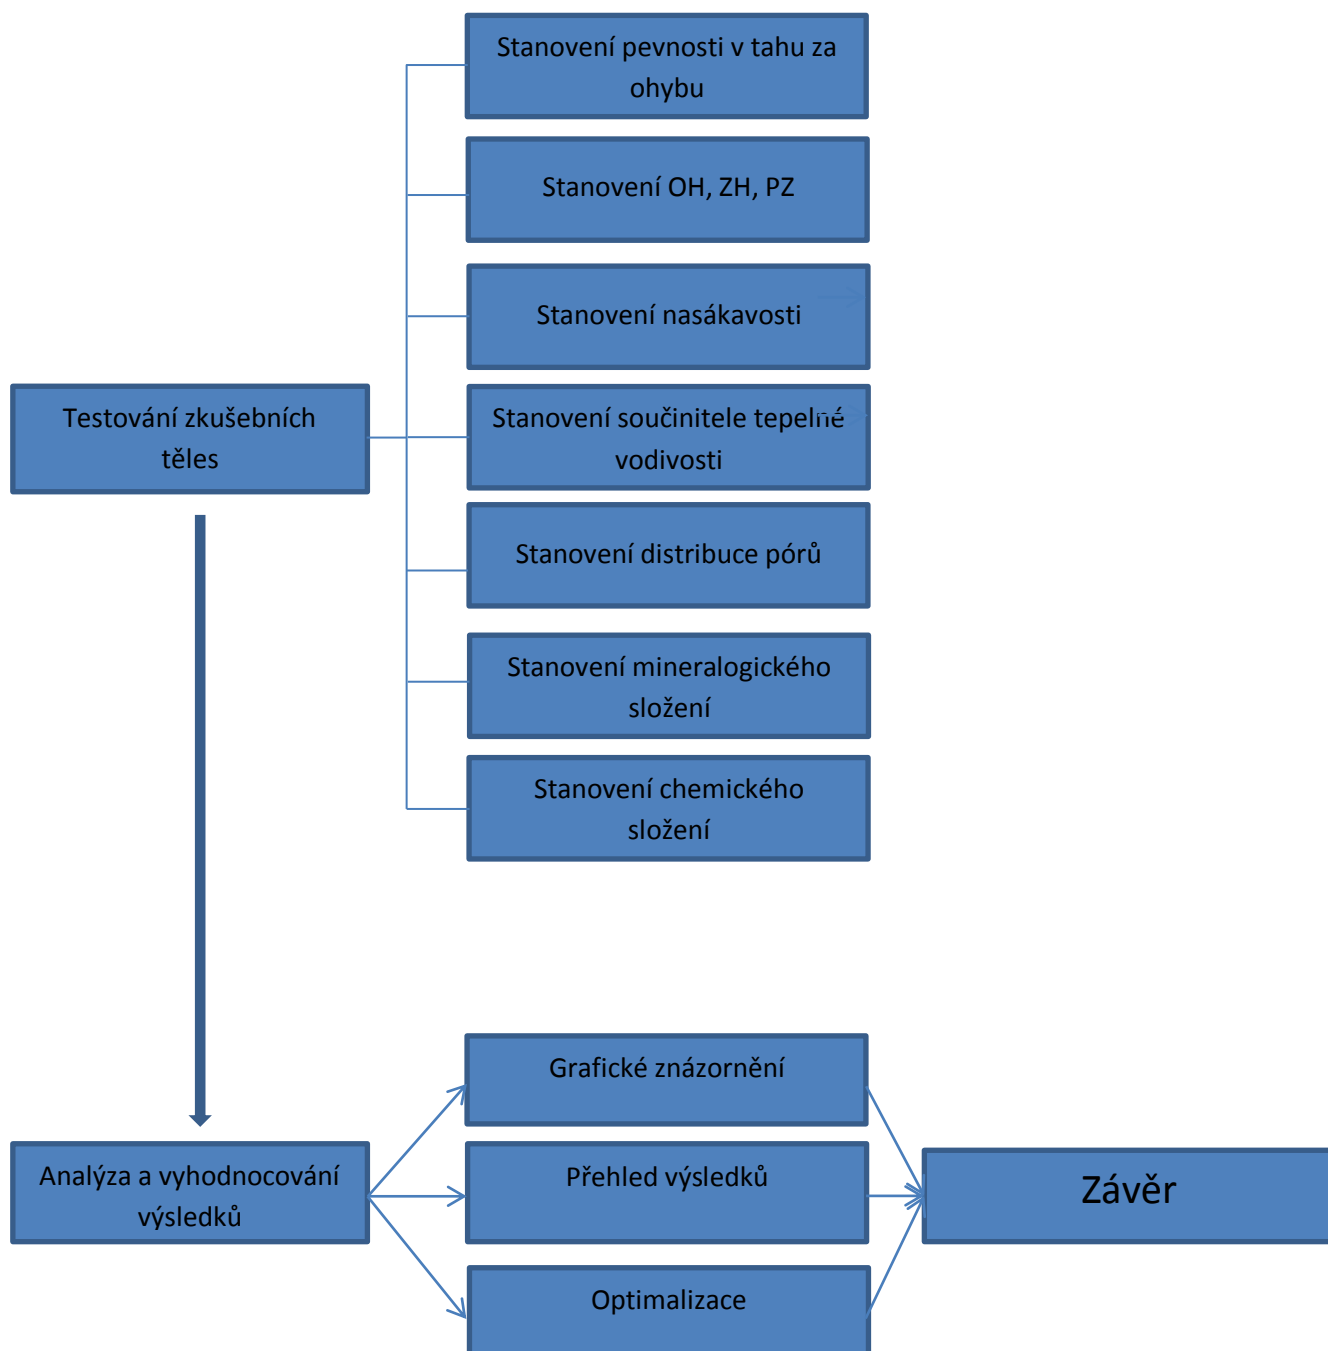 Stanovení pevnosti v tahu za
ohybu
Stanovení OH, ZH, PZ
Stanovení nasákavosti
Testování zkušebních
těles
Stanovení součinitele tepelné
vodivosti
Stanovení distribuce pórů
Stanovení mineralogického
složení
Stanovení chemického
složení
Grafické znázornění
Analýza a vyhodnocování
výsledků
Přehled výsledků
Optimalizace
Závěr